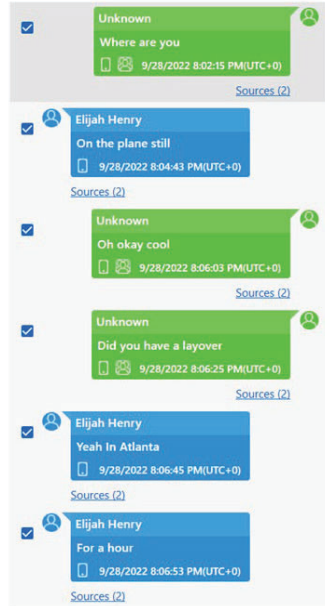 Unknown
Where are you
9/28/2022 8:02:15 PM(UTC+0)
Sources (2)
Elijah Henry
On the plane still
9/28/2022 8:04:43 PM(UTC+0)
Sources (2)
Unknown
Oh okay cool
9/28/2022 8:06:03 PM(UTC+0)
Sources (2)
Unknown
Did you have a layover
9/28/2022 8:06:25 PM(UTC+0)
Sources (2)
Elijah Henry
Yeah In Atlanta
9/28/2022 8:06:45 PM(UTC+0)
Sources (2)
Elijah Henry
For a hour
9/28/2022 8:06:53 PM(UTC+0)
Sources (2)